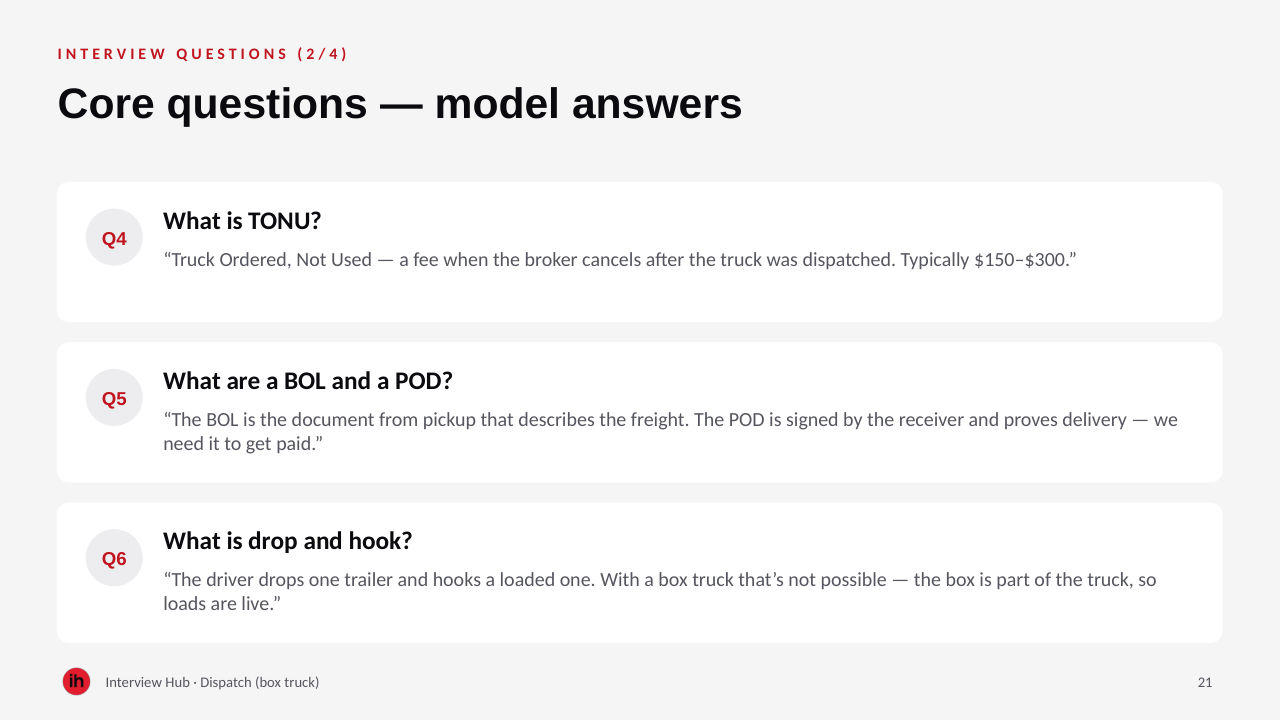 INTERVIEW QUESTIONS (2/4)
Core questions — model answers
Q4
What is TONU?
“Truck Ordered, Not Used — a fee when the broker cancels after the truck was dispatched. Typically $150–$300.”
Q5
What are a BOL and a POD?
“The BOL is the document from pickup that describes the freight. The POD is signed by the receiver and proves delivery — we
need it to get paid.”
Q6
What is drop and hook?
“The driver drops one trailer and hooks a loaded one. With a box truck that’s not possible — the box is part of the truck, so
loads are live.”
ih
Interview Hub · Dispatch (box truck)
21